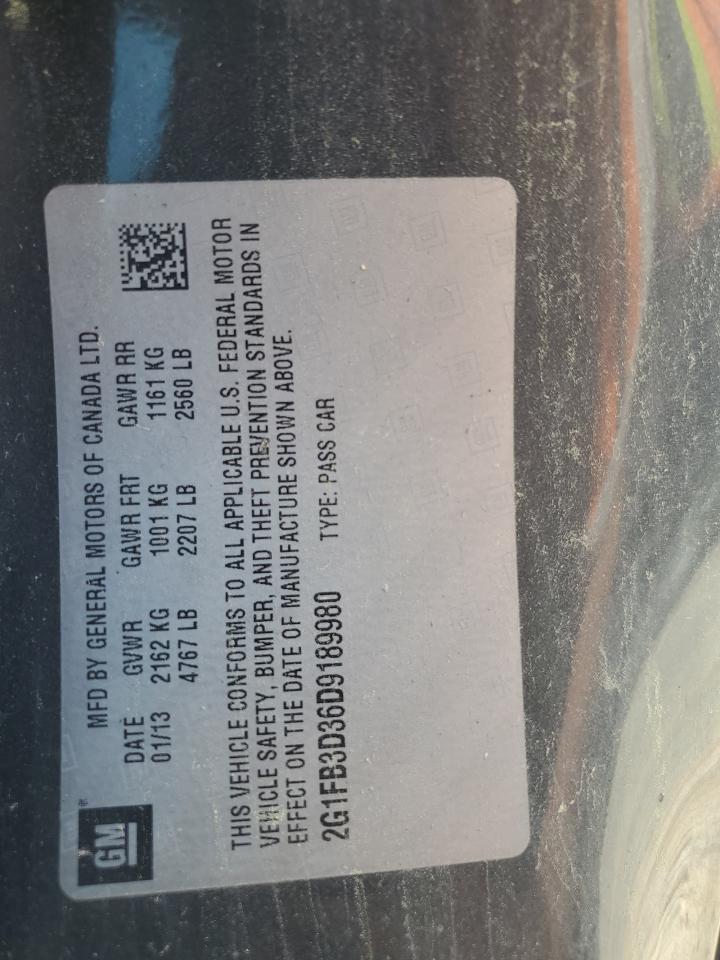 GM®
MFD BY GENERAL MOTORS OF CANADA LTD.
DATE GVWR GAWR FRT GAWR RR
01/13 2162 KG 1001 KG 1161 KG
4767 LB 2207 LB 2560 LB
THIS VEHICLE CONFORMS TO ALL APPLICABLE U.S. FEDERAL MOTOR
VEHICLE SAFETY, BUMPER, AND THEFT PREVENTION STANDARDS IN
EFFECT ON THE DATE OF MANUFACTURE SHOWN ABOVE.
2G1FB3D36D9189980 TYPE: PASS CAR